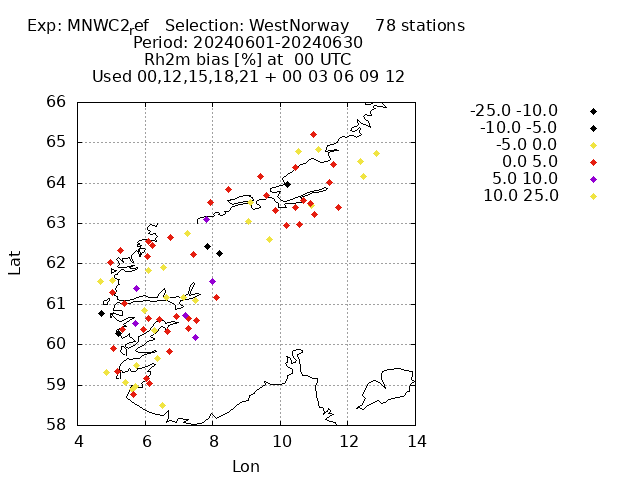 Exp: MNWC2_ref Selection: WestNorway 78 stations
Period: 20240601-20240630
Rh2m bias [%] at 00 UTC
Used 00,12,15,18,21 + 00 03 06 09 12
-25.0 -10.0
-10.0 -5.0
-5.0 0.0
0.0 5.0
5.0 10.0
10.0 25.0
66
65
64
63
62
61
60
59
58
Lat
4 6 8 10 12 14
Lon